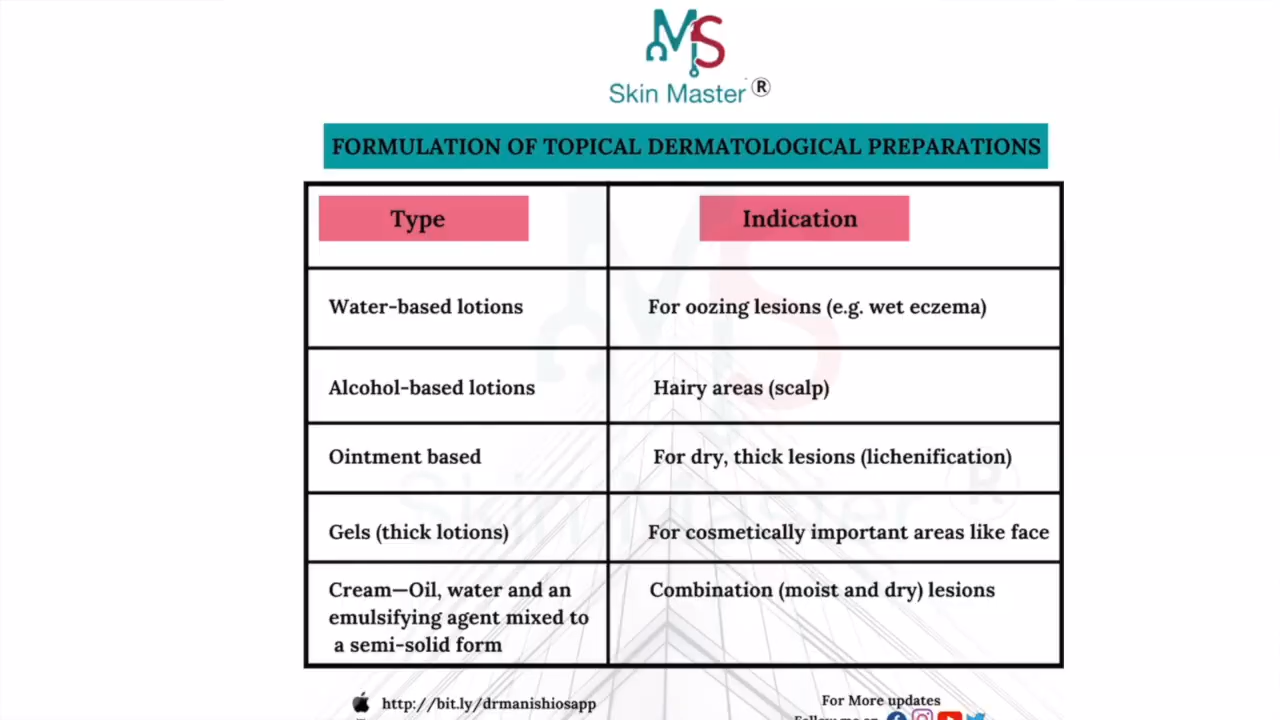 MS
Skin Master ®
FORMULATION OF TOPICAL DERMATOLOGICAL PREPARATIONS
Type
Indication
Water-based lotions
For oozing lesions (e.g. wet eczema)
Alcohol-based lotions
Hairy areas (scalp)
Ointment based
For dry, thick lesions (lichenification)
Gels (thick lotions)
For cosmetically important areas like face
Cream—Oil, water and an
emulsifying agent mixed to
a semi-solid form
Combination (moist and dry) lesions
http://bit.ly/drmanishiosapp
For More updates
Follow me on